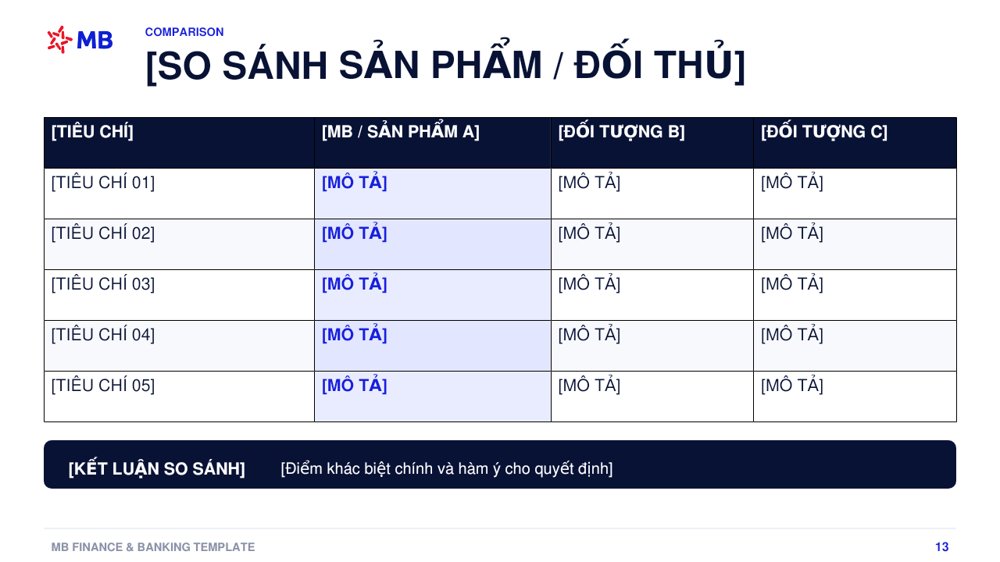 MB
COMPARISON
[SO SÁNH SẢN PHẨM / ĐỐI THỦ]
[TIÊU CHÍ] [MB / SẢN PHẨM A] [ĐỐI TƯỢNG B] [ĐỐI TƯỢNG C]
[TIÊU CHÍ 01] [MÔ TẢ] [MÔ TẢ] [MÔ TẢ]
[TIÊU CHÍ 02] [MÔ TẢ] [MÔ TẢ] [MÔ TẢ]
[TIÊU CHÍ 03] [MÔ TẢ] [MÔ TẢ] [MÔ TẢ]
[TIÊU CHÍ 04] [MÔ TẢ] [MÔ TẢ] [MÔ TẢ]
[TIÊU CHÍ 05] [MÔ TẢ] [MÔ TẢ] [MÔ TẢ]
[KẾT LUẬN SO SÁNH] [Điểm khác biệt chính và hàm ý cho quyết định]
MB FINANCE & BANKING TEMPLATE 13